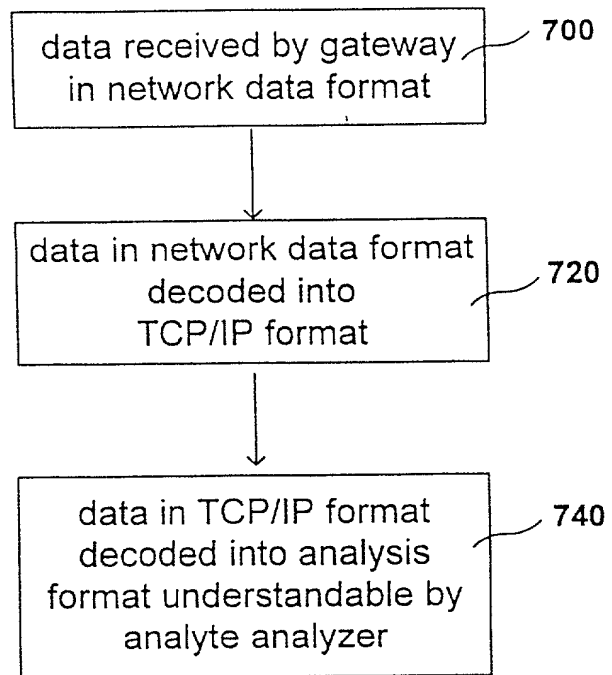 data received by gateway
in network data format
700
data in network data format
decoded into
TCP/IP format
720
data in TCP/IP format
decoded into analysis
format understandable by
analyte analyzer
740